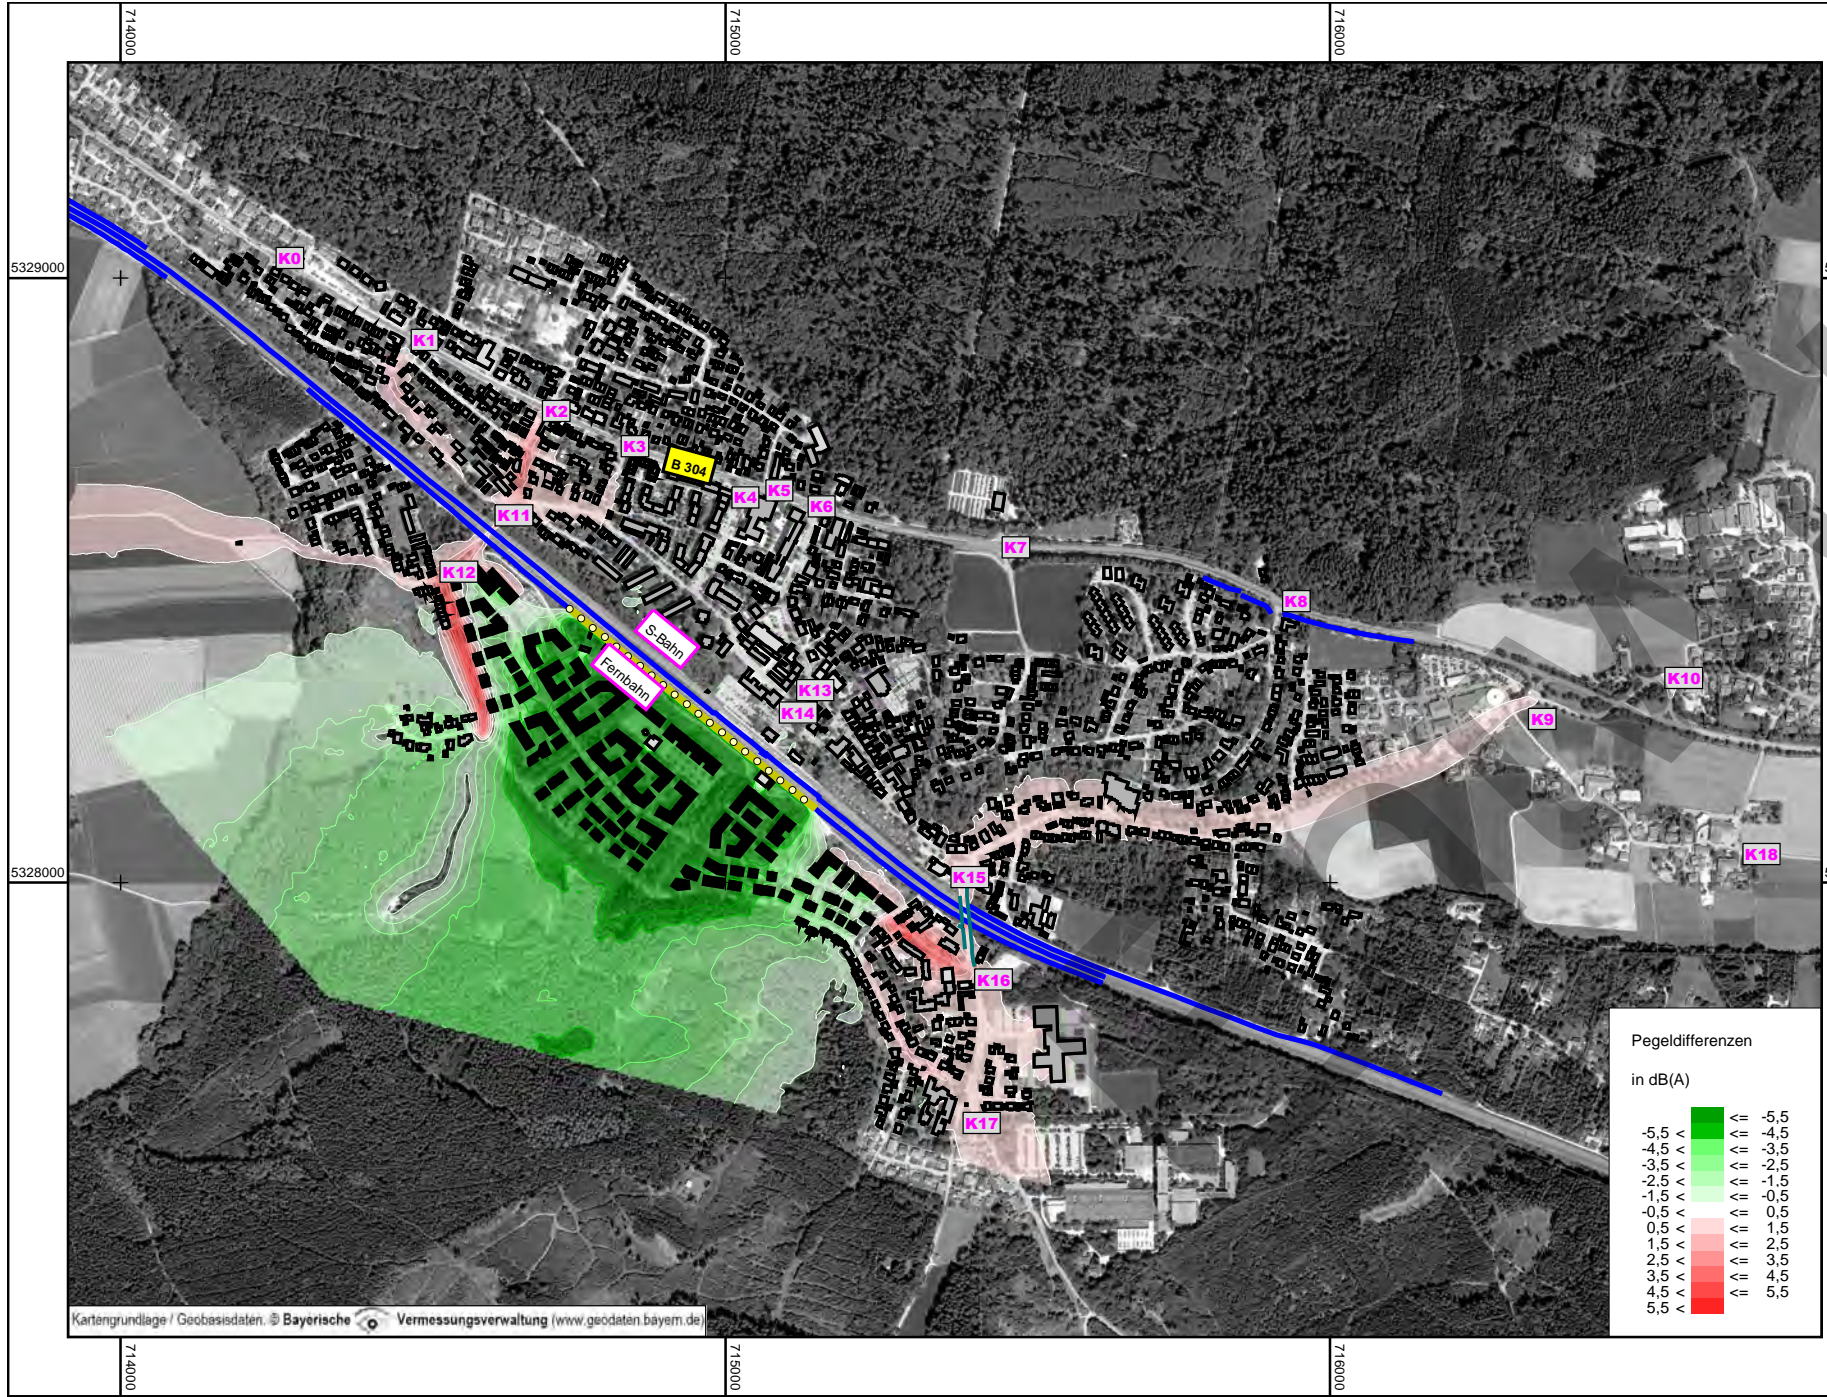 714000
715000
716000
5329000
5328000
K0
K1
K2
K3
B 304
K4
K5
K6
K11
K7
K12
K8
S-Bahn
Fernbahn
K13
K14
K10
K9
K15
K18
K16
K17
Pegeldifferenzen
in dB(A)
<= -5,5
-5,5 < <= -4,5
-4,5 < <= -3,5
-3,5 < <= -2,5
-2,5 < <= -1,5
-1,5 < <= -0,5
-0,5 < <= 0,5
0,5 < <= 1,5
1,5 < <= 2,5
2,5 < <= 3,5
3,5 < <= 4,5
4,5 < <= 5,5
5,5 <
Kartengrundlage / Geobasisdaten. © Bayerische Vermessungsverwaltung (www.geodaten.bayern.de)
714000
715000
716000